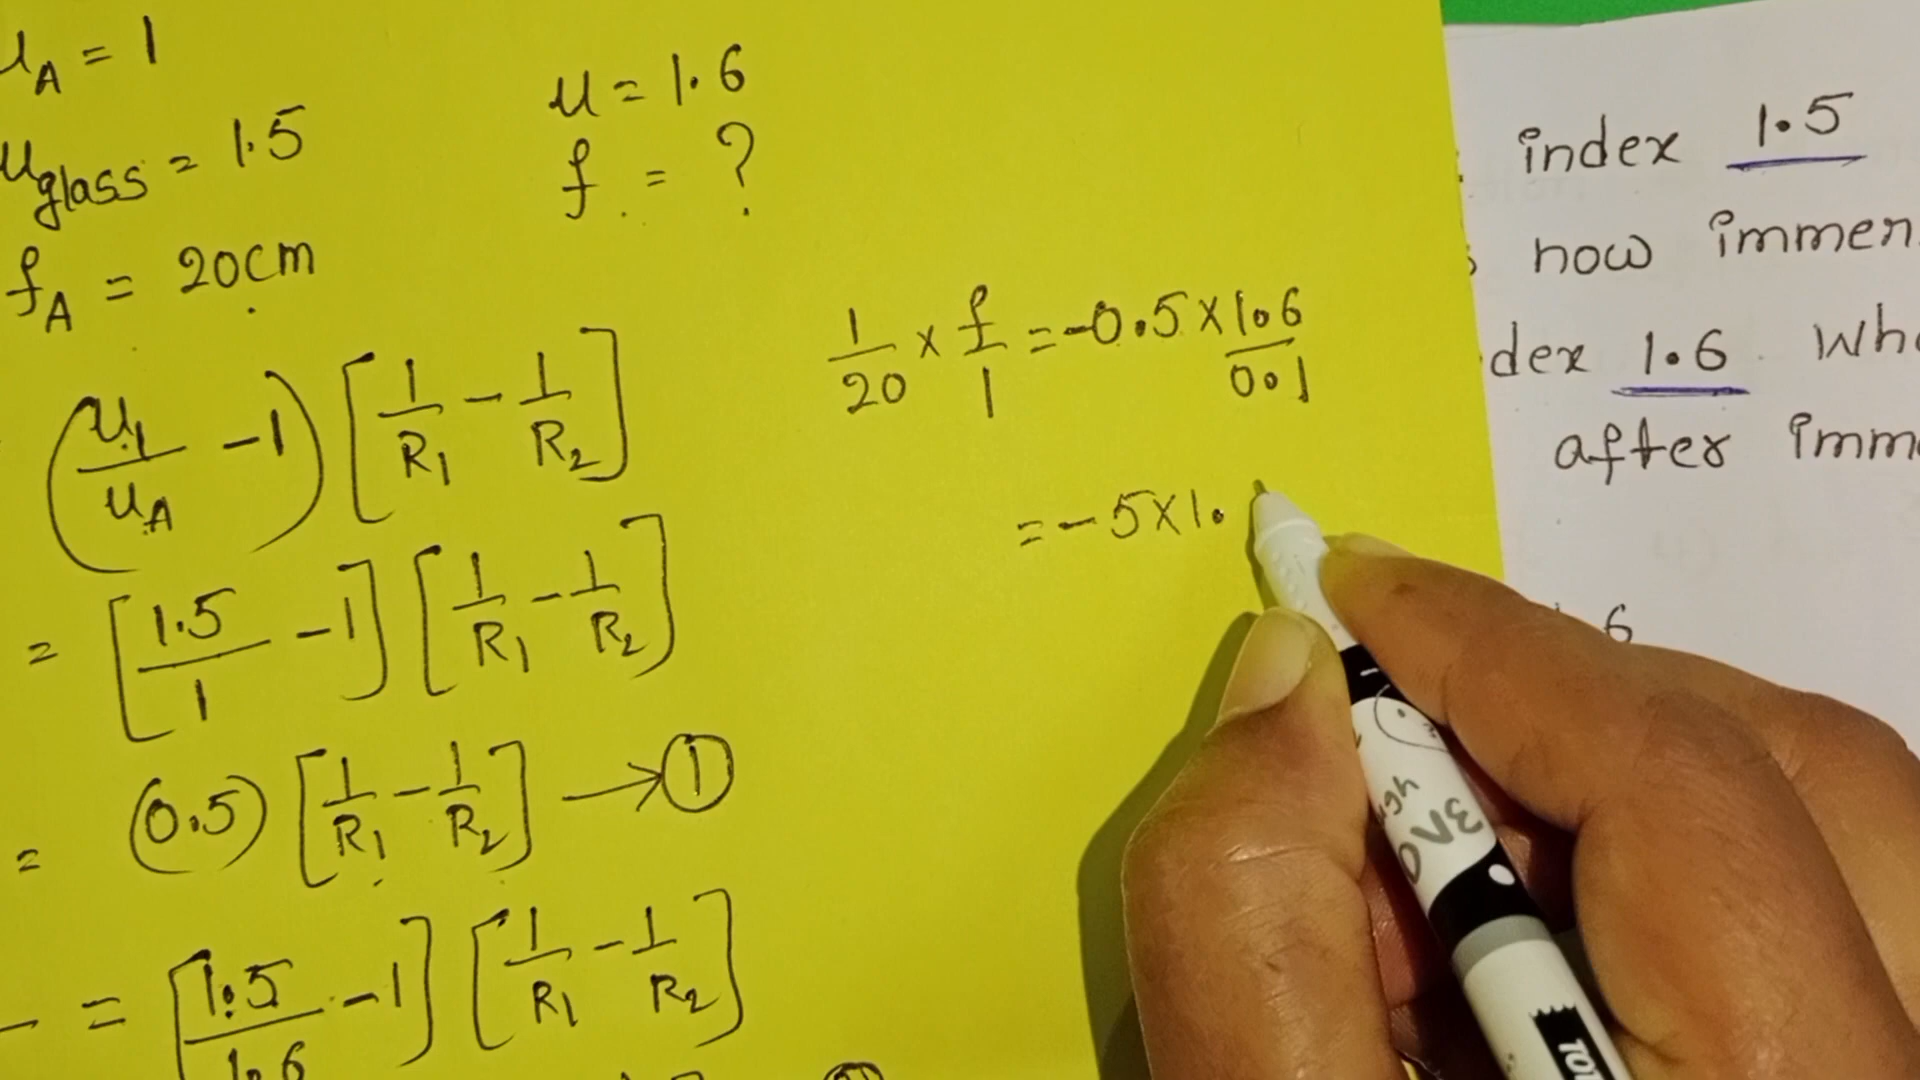 μA = 1
μglass = 1.5
fA = 20cm
μ = 1.6
f = ?
(μ1/μA - 1) [1/R1 - 1/R2]
= [1.5/1 - 1] [1/R1 - 1/R2]
= (0.5) [1/R1 - 1/R2] → ①
= [1.5/1.6 - 1] [1/R1 - 1/R2]
1/20 × f/1 = -0.5 × 1.6/0.1
= -5×1.
index 1.5
now immer
dex 1.6 Wh
after imm
6